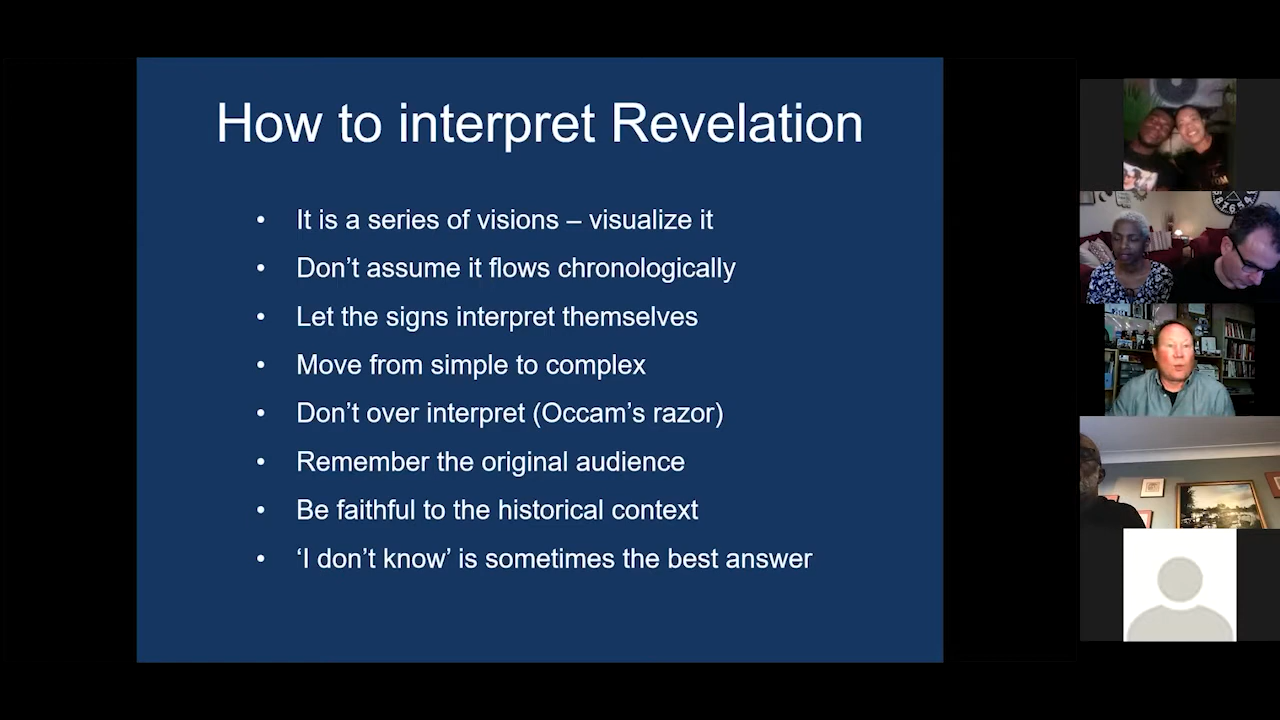 How to interpret Revelation
• It is a series of visions – visualize it
• Don’t assume it flows chronologically
• Let the signs interpret themselves
• Move from simple to complex
• Don’t over interpret (Occam’s razor)
• Remember the original audience
• Be faithful to the historical context
• ‘I don’t know’ is sometimes the best answer